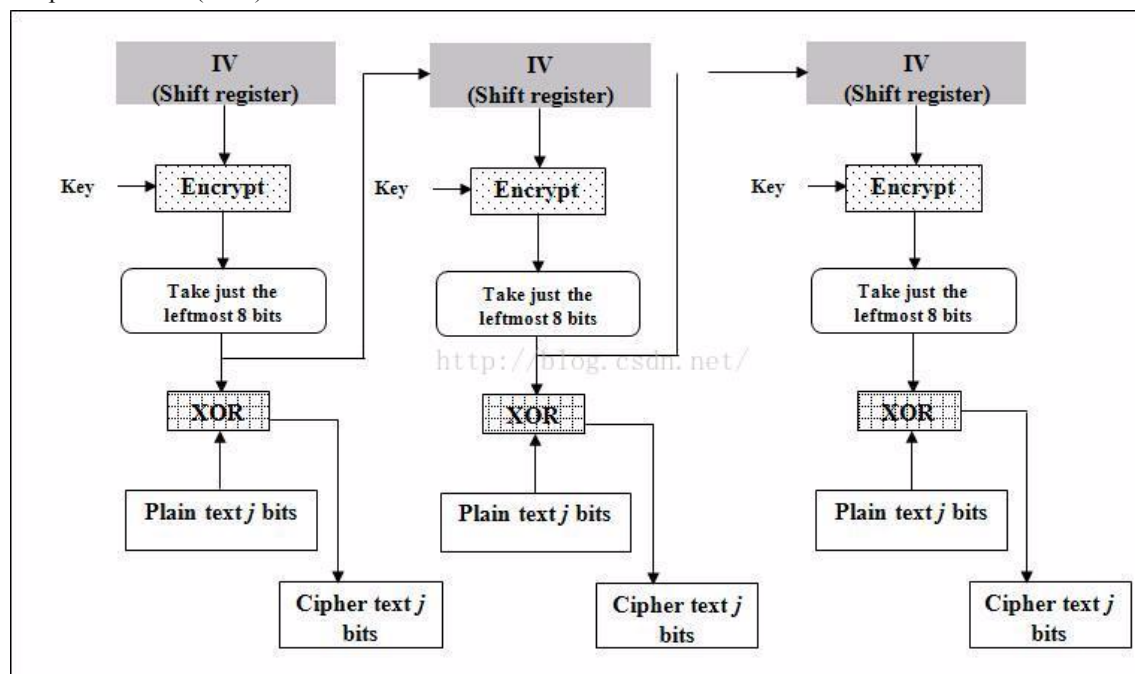 IV
(Shift register)
IV
(Shift register)
IV
(Shift register)
Key
Encrypt
Key
Encrypt
Key
Encrypt
Take just the
leftmost 8 bits
Take just the
leftmost 8 bits
Take just the
leftmost 8 bits
http://blog.csdn.net/
XOR
XOR
XOR
Plain text j bits
Plain text j bits
Plain text j bits
Cipher text j
bits
Cipher text j
bits
Cipher text j
bits